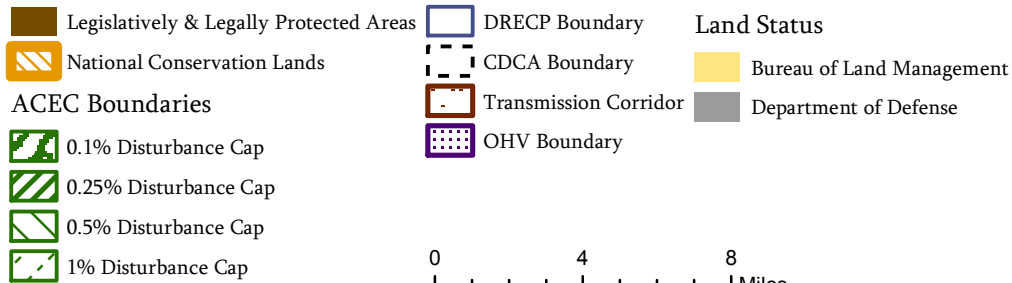 Legislatively & Legally Protected Areas
National Conservation Lands
ACEC Boundaries
0.1% Disturbance Cap
0.25% Disturbance Cap
0.5% Disturbance Cap
1% Disturbance Cap
DRECP Boundary
CDCA Boundary
Transmission Corridor
OHV Boundary
Land Status
Bureau of Land Management
Department of Defense
0 4 8
Miles